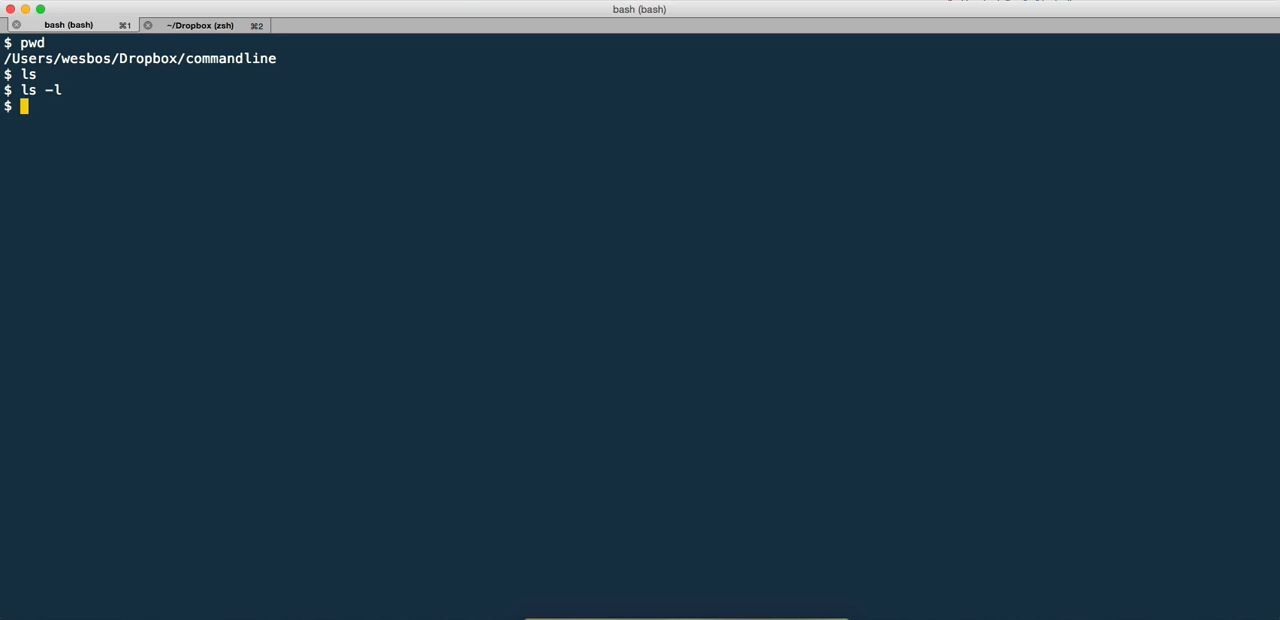 bash (bash)
bash (bash) ⌘1 ~/Dropbox (zsh) ⌘2
$ pwd
/Users/wesbos/Dropbox/commandline
$ ls
$ ls -l
$